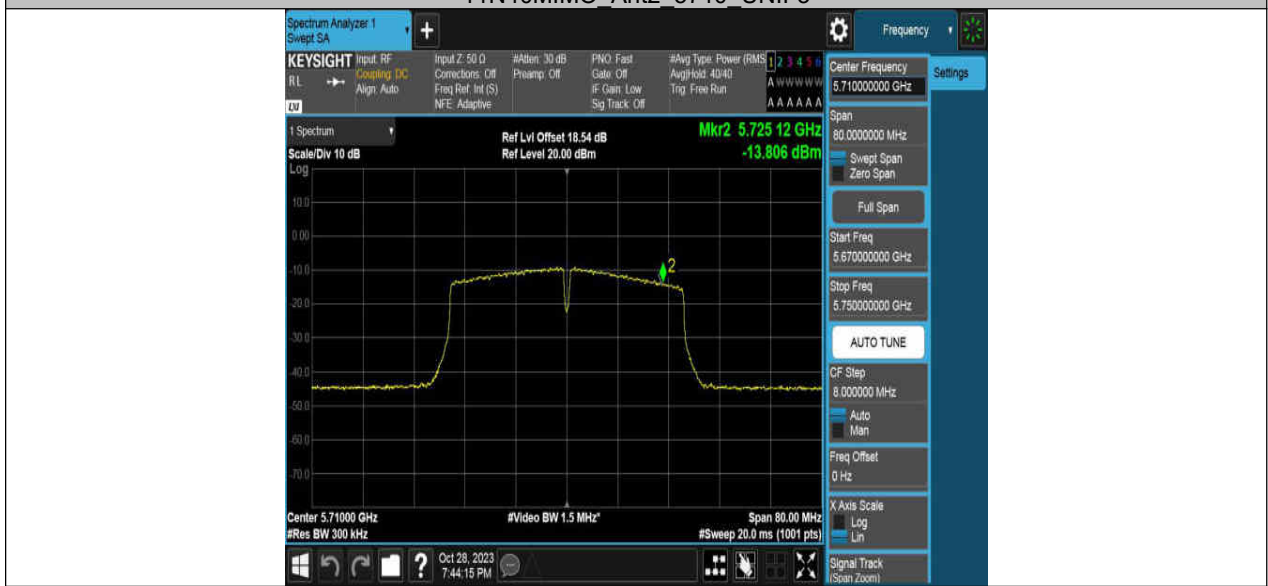 Spectrum Analyzer 1
Swept SA
+
Frequency
KEYSIGHT
RL
LXI
Input: RF
Coupling: DC
Align: Auto
Input Z: 50 Ω
Corrections: Off
Freq Ref: Int (S)
NFE: Adaptive
#Atten: 30 dB
Preamp: Off
PNO: Fast
Gate: Off
IF Gain: Low
Sig Track: Off
#Avg Type: Power (RMS
Avg|Hold: 40/40
Trig: Free Run
1 2 3 4 5 6
A W W W W W
A A A A A A
Center Frequency
5.710000000 GHz
Settings
Span
80.0000000 MHz
Swept Span
Zero Span
Full Span
Start Freq
5.670000000 GHz
Stop Freq
5.750000000 GHz
AUTO TUNE
CF Step
8.000000 MHz
Auto
Man
Freq Offset
0 Hz
X Axis Scale
Log
Lin
Signal Track
(Span Zoom)
1 Spectrum
Scale/Div 10 dB
Log
Ref Lvl Offset 18.54 dB
Ref Level 20.00 dBm
Mkr2 5.725 12 GHz
-13.806 dBm
10.0
0.00
-10.0
-20.0
-30.0
-40.0
-50.0
-60.0
-70.0
2
Center 5.71000 GHz
#Res BW 300 kHz
#Video BW 1.5 MHz*
Span 80.00 MHz
#Sweep 20.0 ms (1001 pts)
?
Oct 28, 2023
7:44:15 PM